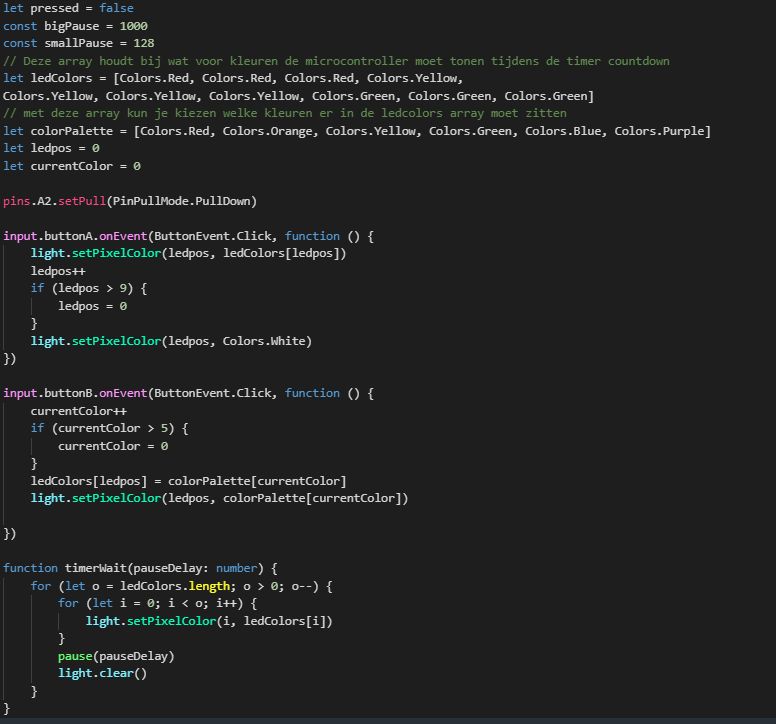 let pressed = false
const bigPause = 1000
const smallPause = 128
// Deze array houdt bij wat voor kleuren de microcontroller moet tonen tijdens de timer countdown
let ledColors = [Colors.Red, Colors.Red, Colors.Red, Colors.Yellow,
Colors.Yellow, Colors.Yellow, Colors.Yellow, Colors.Green, Colors.Green, Colors.Green]
// met deze array kun je kiezen welke kleuren er in de ledcolors array moet zitten
let colorPalette = [Colors.Red, Colors.Orange, Colors.Yellow, Colors.Green, Colors.Blue, Colors.Purple]
let ledpos = 0
let currentColor = 0

pins.A2.setPull(PinPullMode.PullDown)

input.buttonA.onEvent(ButtonEvent.Click, function () {
    light.setPixelColor(ledpos, ledColors[ledpos])
    ledpos++
    if (ledpos > 9) {
        ledpos = 0
    }
    light.setPixelColor(ledpos, Colors.White)
})

input.buttonB.onEvent(ButtonEvent.Click, function () {
    currentColor++
    if (currentColor > 5) {
        currentColor = 0
    }
    ledColors[ledpos] = colorPalette[currentColor]
    light.setPixelColor(ledpos, colorPalette[currentColor])

})

function timerWait(pauseDelay: number) {
    for (let o = ledColors.length; o > 0; o--) {
        for (let i = 0; i < o; i++) {
            light.setPixelColor(i, ledColors[i])
        }
        pause(pauseDelay)
        light.clear()
    }
}